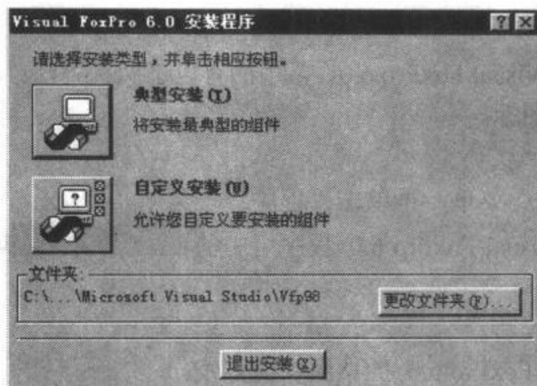 Visual FoxPro 6.0 安装程序
请选择安装类型，并单击相应按钮。
典型安装(T)
将安装最典型的组件
自定义安装(U)
允许您自定义要安装的组件
文件夹:
C:\...\Microsoft Visual Studio\Vfp98
更改文件夹(F)...
退出安装(X)